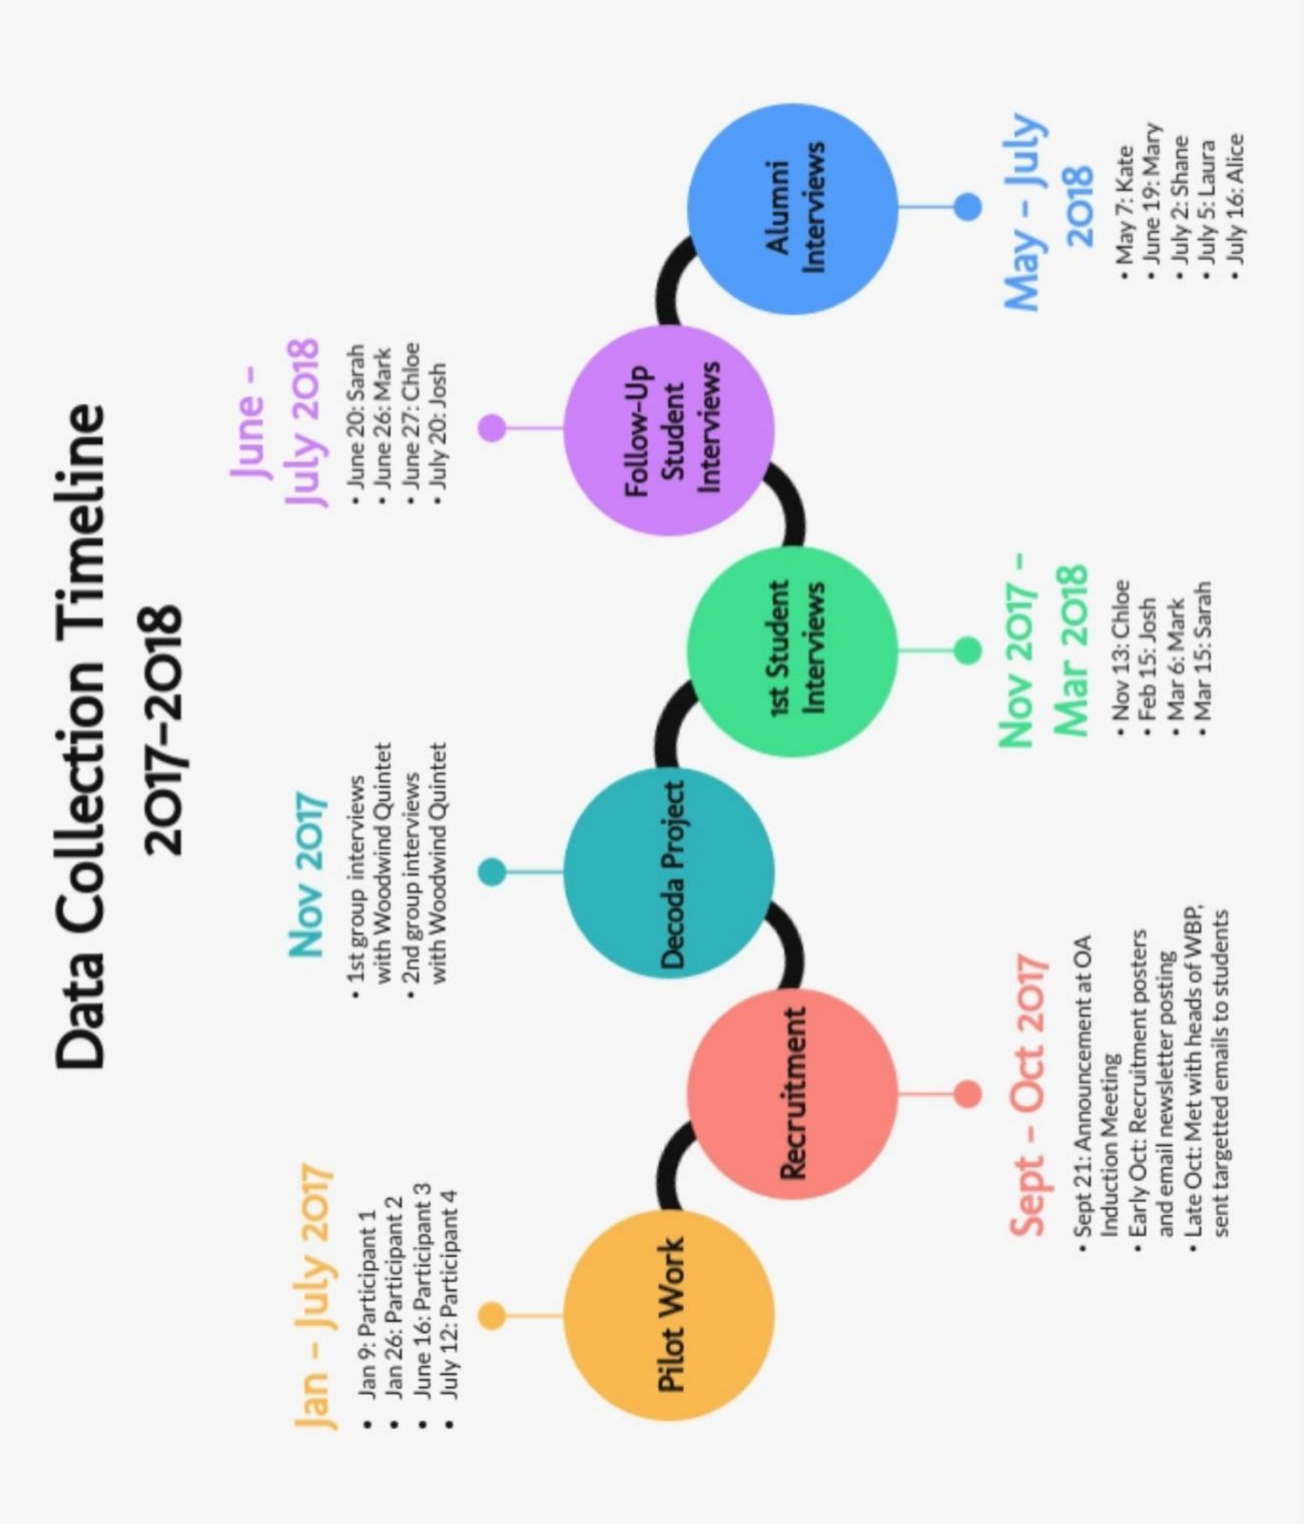 Data Collection Timeline
2017–2018
Jan – July 2017
• Jan 9: Participant 1
• Jan 26: Participant 2
• June 16: Participant 3
• July 12: Participant 4
Pilot Work
Sept – Oct 2017
• Sept 21: Announcement at OA
Induction Meeting
• Early Oct: Recruitment posters
and email newsletter posting
• Late Oct: Met with heads of WBP,
sent targetted emails to students
Recruitment
Nov 2017
• 1st group interviews
with Woodwind Quintet
• 2nd group interviews
with Woodwind Quintet
Decoda Project
Nov 2017 –
Mar 2018
• Nov 13: Chloe
• Feb 15: Josh
• Mar 6: Mark
• Mar 15: Sarah
1st Student
Interviews
June –
July 2018
• June 20: Sarah
• June 26: Mark
• June 27: Chloe
• July 20: Josh
Follow-Up
Student
Interviews
May – July
2018
• May 7: Kate
• June 19: Mary
• July 2: Shane
• July 5: Laura
• July 16: Alice
Alumni
Interviews